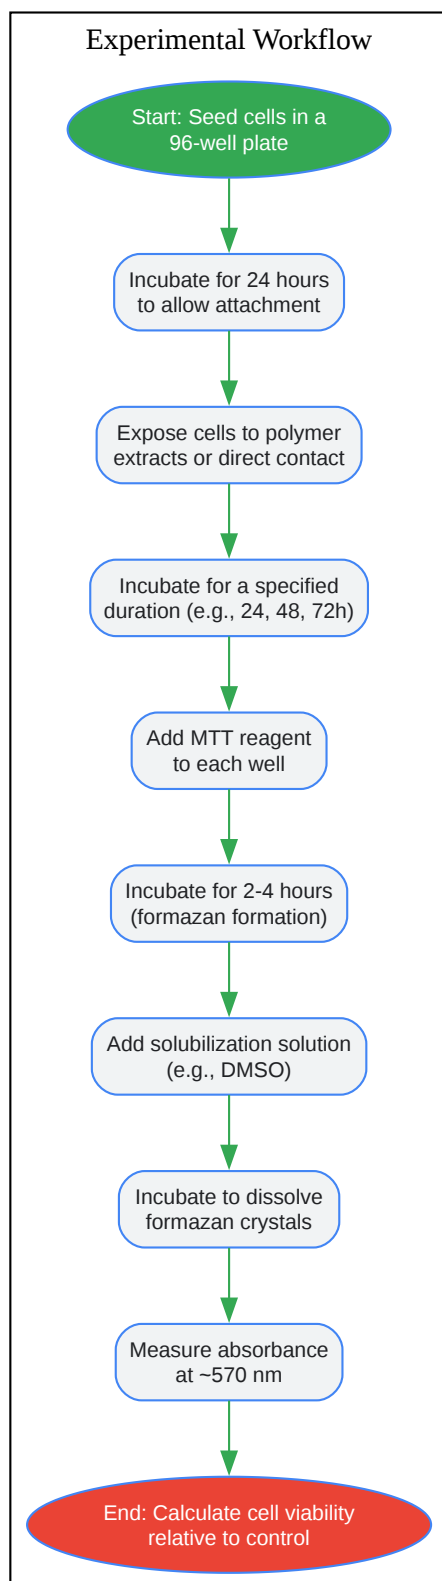 Experimental Workflow
Start: Seed cells in a
96-well plate
Incubate for 24 hours
to allow attachment
Expose cells to polymer
extracts or direct contact
Incubate for a specified
duration (e.g., 24, 48, 72h)
Add MTT reagent
to each well
Incubate for 2-4 hours
(formazan formation)
Add solubilization solution
(e.g., DMSO)
Incubate to dissolve
formazan crystals
Measure absorbance
at ~570 nm
End: Calculate cell viability
relative to control